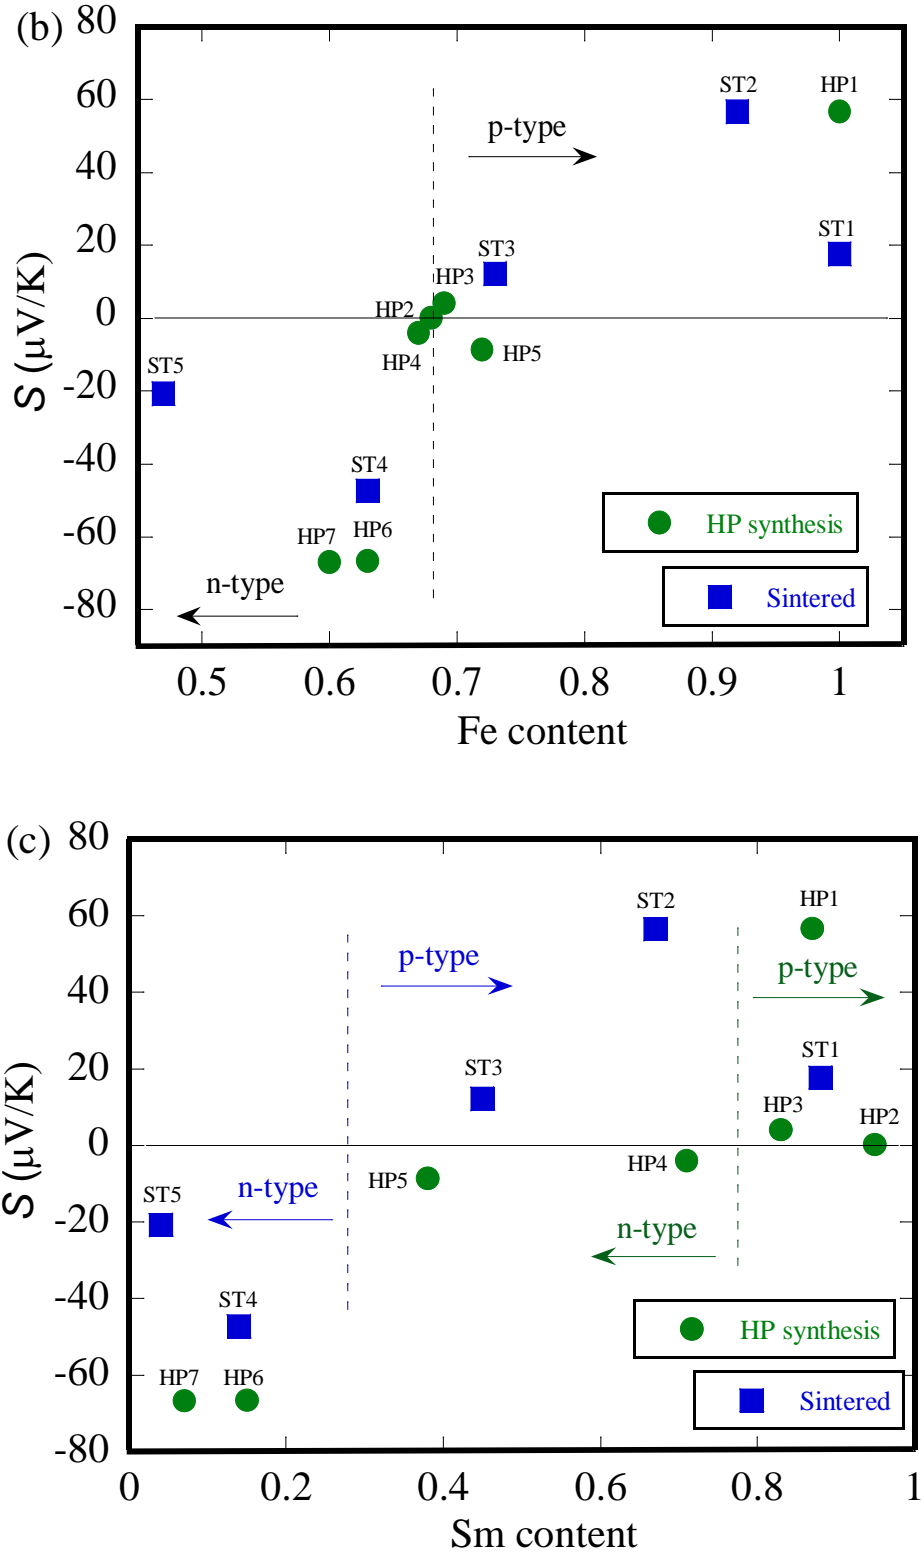 (b)
80
60
40
20
0
-20
-40
-60
-80
S (μV/K)
ST2 HP1
p-type
ST1
ST3
HP3
HP2
HP4 HP5
ST5
ST4
HP7 HP6
n-type
HP synthesis
Sintered
0.5 0.6 0.7 0.8 0.9 1
Fe content
(c)
80
60
40
20
0
-20
-40
-60
-80
S (μV/K)
ST2 HP1
p-type p-type
ST3 ST1
HP3 HP2
HP5 HP4
ST5 n-type
n-type
ST4
HP7 HP6
HP synthesis
Sintered
0 0.2 0.4 0.6 0.8 1
Sm content